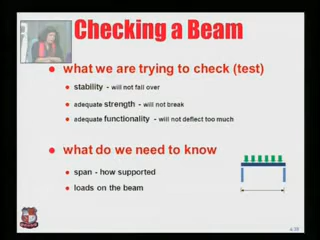 Checking a Beam
what we are trying to check (test)
stability - will not fall over
adequate strength - will not break
adequate functionality - will not deflect too much
what do we need to know
span - how supported
loads on the beam